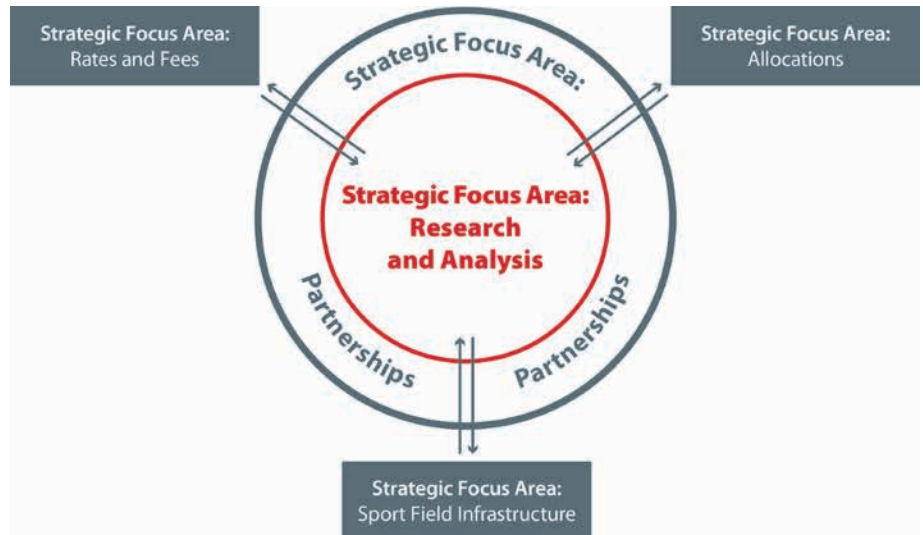 Strategic Focus Area:
Rates and Fees
Strategic Focus Area:
Allocations
Strategic Focus Area:
Strategic Focus Area:
Research
and Analysis
Partnerships
Partnerships
Strategic Focus Area:
Sport Field Infrastructure